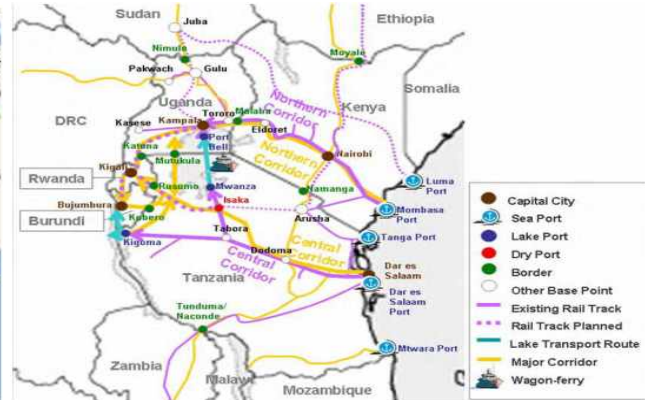 Sudan
Juba
Ethiopia
Nimule
Moyale
Pakwach
Gulu
Somalia
Uganda
Northern
Corridor
Kenya
DRC
Kasese
Kampala
Tororo
Malaba
Eldoret
Port
Bell
Northern
Corridor
Katuna
Mutukula
Nairobi
Kigali
Rwanda
Rusumo
Mwanza
Namanga
Luma
Port
Bujumbura
Isaka
Mombasa
Port
Burundi
Kobero
Arusha
Kigoma
Tabora
Tanga Port
Dodoma
Central
Corridor
Central
Corridor
Dar es
Salaam
Tanzania
Dar es
Salaam
Port
Tunduma/
Naconde
Mtwara Port
Zambia
Malawi
Mozambique
Capital City
Sea Port
Lake Port
Dry Port
Border
Other Base Point
Existing Rail Track
Rail Track Planned
Lake Transport Route
Major Corridor
Wagon-ferry